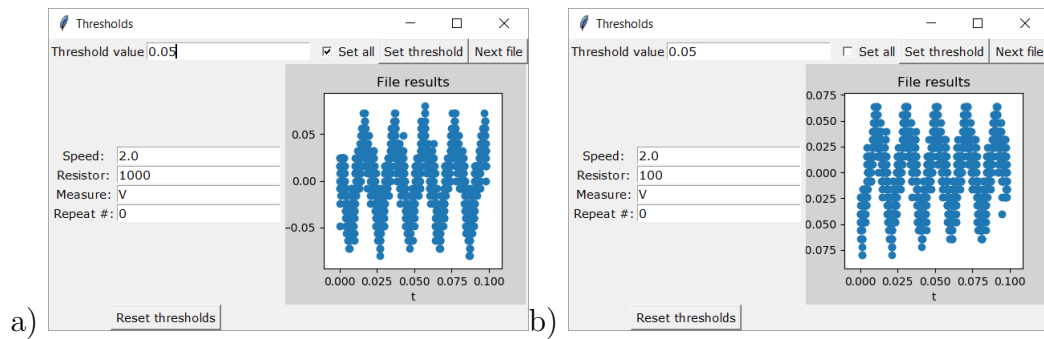 Thresholds
Threshold value 0.05 Set all Set threshold Next file
File results
0.05
0.00
−0.05
0.000 0.025 0.050 0.075 0.100
t
Speed: 2.0
Resistor: 1000
Measure: V
Repeat #: 0
Reset thresholds
a)
Thresholds
Threshold value 0.05 Set all Set threshold Next file
File results
0.075
0.050
0.025
0.000
0.025
0.050
0.075
0.000 0.025 0.050 0.075 0.100
t
Speed: 2.0
Resistor: 100
Measure: V
Repeat #: 0
Reset thresholds
b)